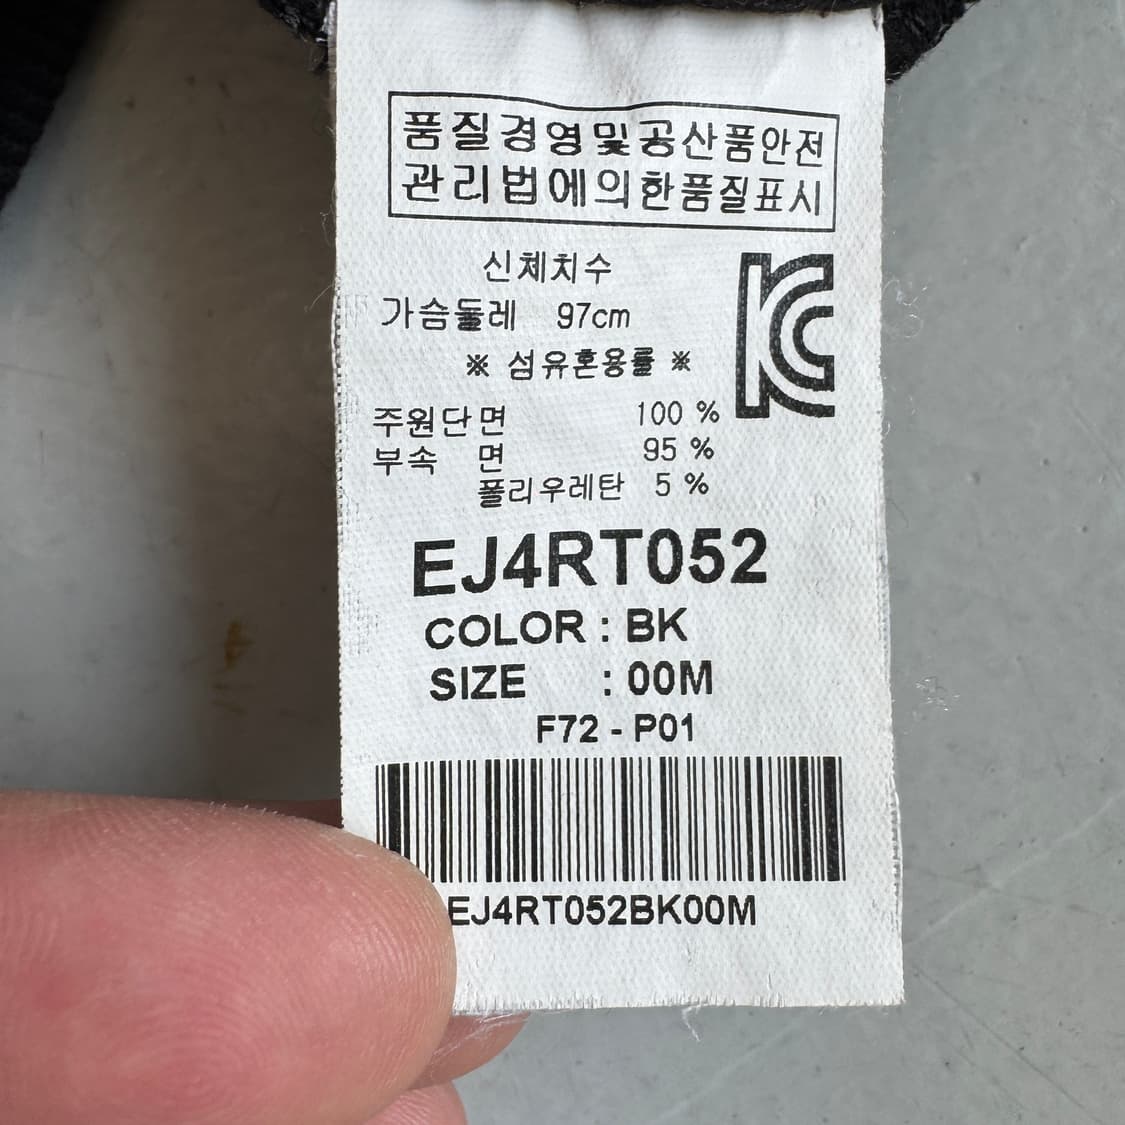 품질경영및공산품안전
관리법에의한품질표시
신체치수
가슴둘레 97cm
※ 섬유혼용률 ※
주원단 면 100 %
부속 면 95 %
폴리우레탄 5 %
EJ4RT052
COLOR : BK
SIZE : 00M
F72 - P01
EJ4RT052BK00M